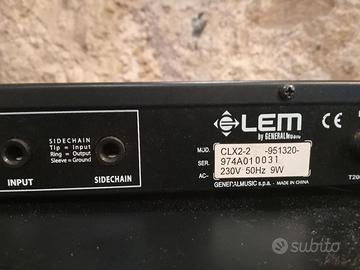 LEM
by GENERALMUSIC
CE
SIDECHAIN
Tip = Input
Ring = Output
Sleeve = Ground
INPUT
SIDECHAIN
MOD. CLX2-2 -951320-
SER. 974A010031
AC~ 230V 50Hz 9W
GENERALMUSIC s.p.a. - MADE IN CHINA
subito